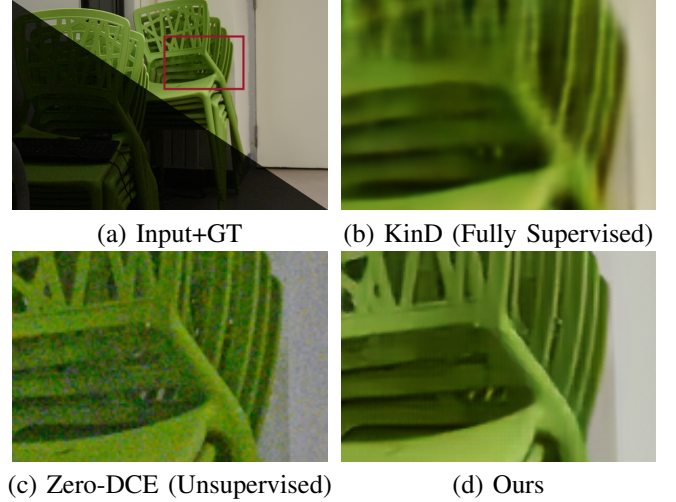 (a) Input+GT
(b) KinD (Fully Supervised)
(c) Zero-DCE (Unsupervised)
(d) Ours